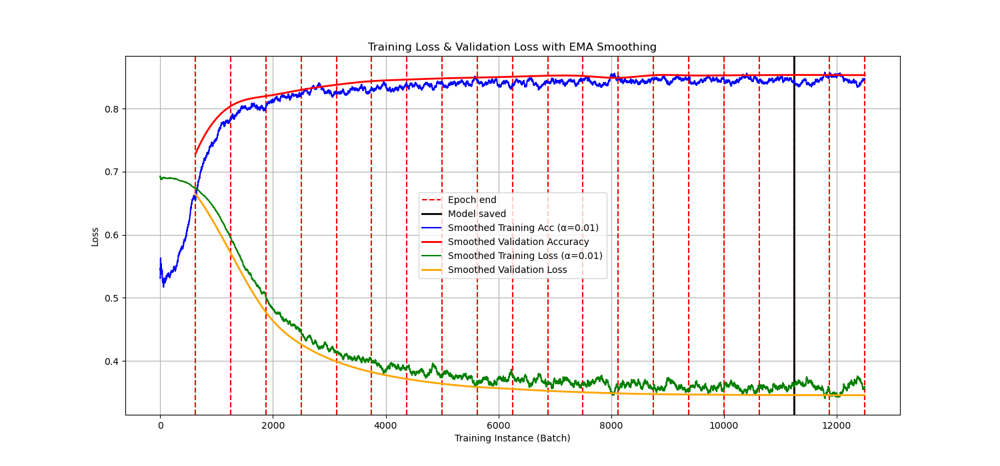 Training Loss & Validation Loss with EMA Smoothing
Loss
0.8
0.7
0.6
0.5
0.4
Epoch end
Model saved
Smoothed Training Acc (α=0.01)
Smoothed Validation Accuracy
Smoothed Training Loss (α=0.01)
Smoothed Validation Loss
0 2000 4000 6000 8000 10000 12000
Training Instance (Batch)